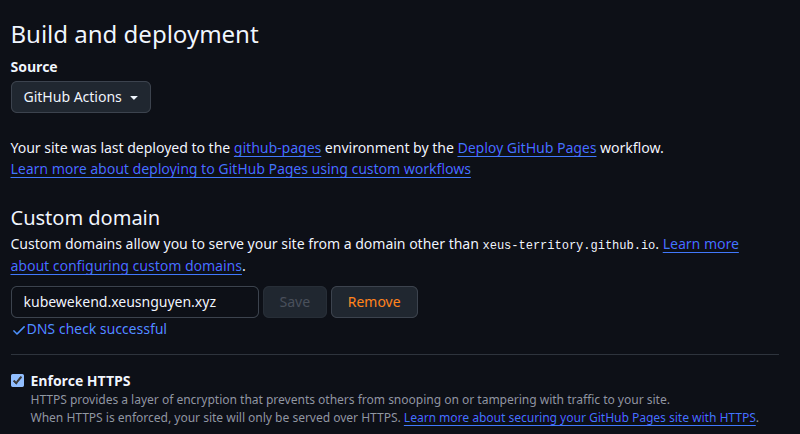 Build and deployment
Source
GitHub Actions
Your site was last deployed to the github-pages environment by the Deploy GitHub Pages workflow.
Learn more about deploying to GitHub Pages using custom workflows
Custom domain
Custom domains allow you to serve your site from a domain other than xeus-territory.github.io. Learn more
about configuring custom domains.
kubewekend.xeusnguyen.xyz Save Remove
DNS check successful
Enforce HTTPS
HTTPS provides a layer of encryption that prevents others from snooping on or tampering with traffic to your site.
When HTTPS is enforced, your site will only be served over HTTPS. Learn more about securing your GitHub Pages site with HTTPS.